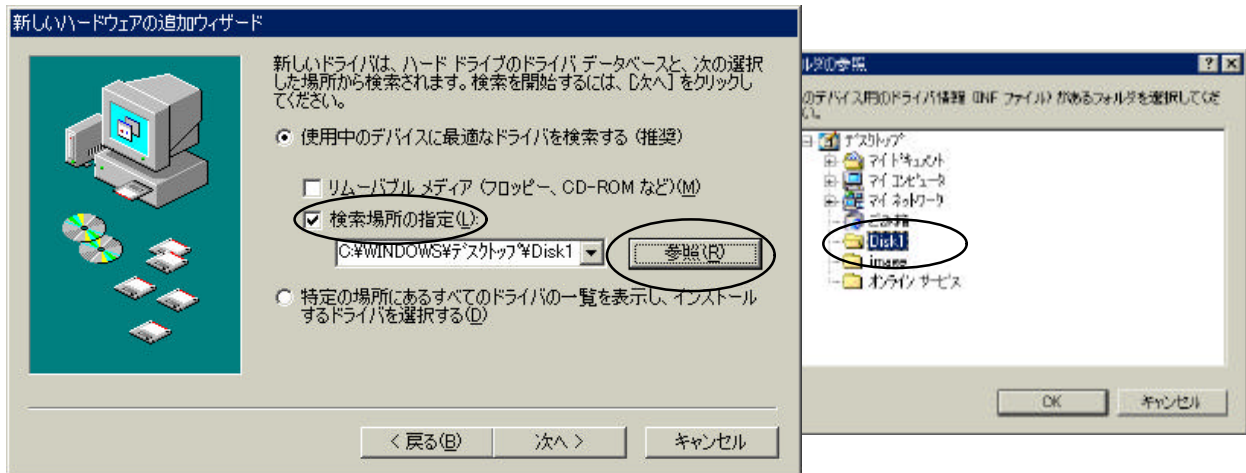 新しいハードウェアの追加ウィザード
新しいドライバは、ハード ドライブのドライバ データベースと、次の選択
した場所から検索されます。検索を開始するには、[次へ] をクリックし
てください。
使用中のデバイスに最適なドライバを検索する (推奨)
リムーバブル メディア (フロッピー、CD-ROM など)(M)
検索場所の指定(L):
C:¥WINDOWS¥デスクトップ¥Disk1
参照(R)
特定の場所にあるすべてのドライバの一覧を表示し、インストール
するドライバを選択する(D)
< 戻る(B)
次へ >
キャンセル
ルダの参照
のデバイス用のドライバ情報 (INF ファイル) があるフォルダを選択してくださ
い。
デスクトップ
マイ ドキュメント
マイ コンピュータ
マイ ネットワーク
ごみ箱
Disk1
image
オンライン サービス
OK
キャンセル